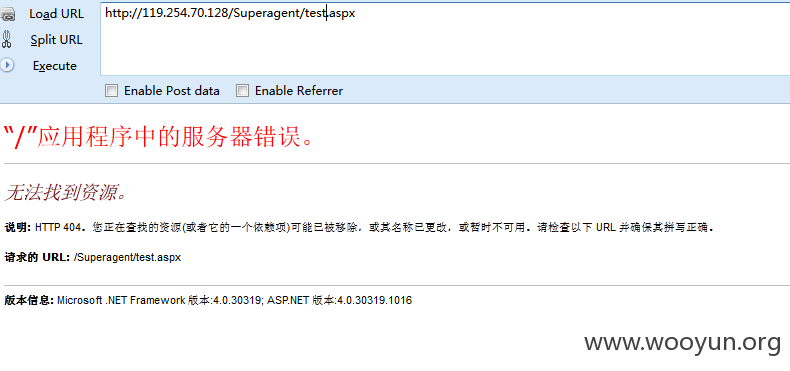 Load URL
http://119.254.70.128/Superagent/test.aspx
Split URL
Execute
Enable Post data
Enable Referrer
“/”应用程序中的服务器错误。
无法找到资源。
说明: HTTP 404。您正在查找的资源(或者它的一个依赖项)可能已被移除，或其名称已更改，或暂时不可用。请检查以下 URL 并确保其拼写正确。
请求的 URL: /Superagent/test.aspx
版本信息: Microsoft .NET Framework 版本:4.0.30319; ASP.NET 版本:4.0.30319.1016
www.wooyun.org